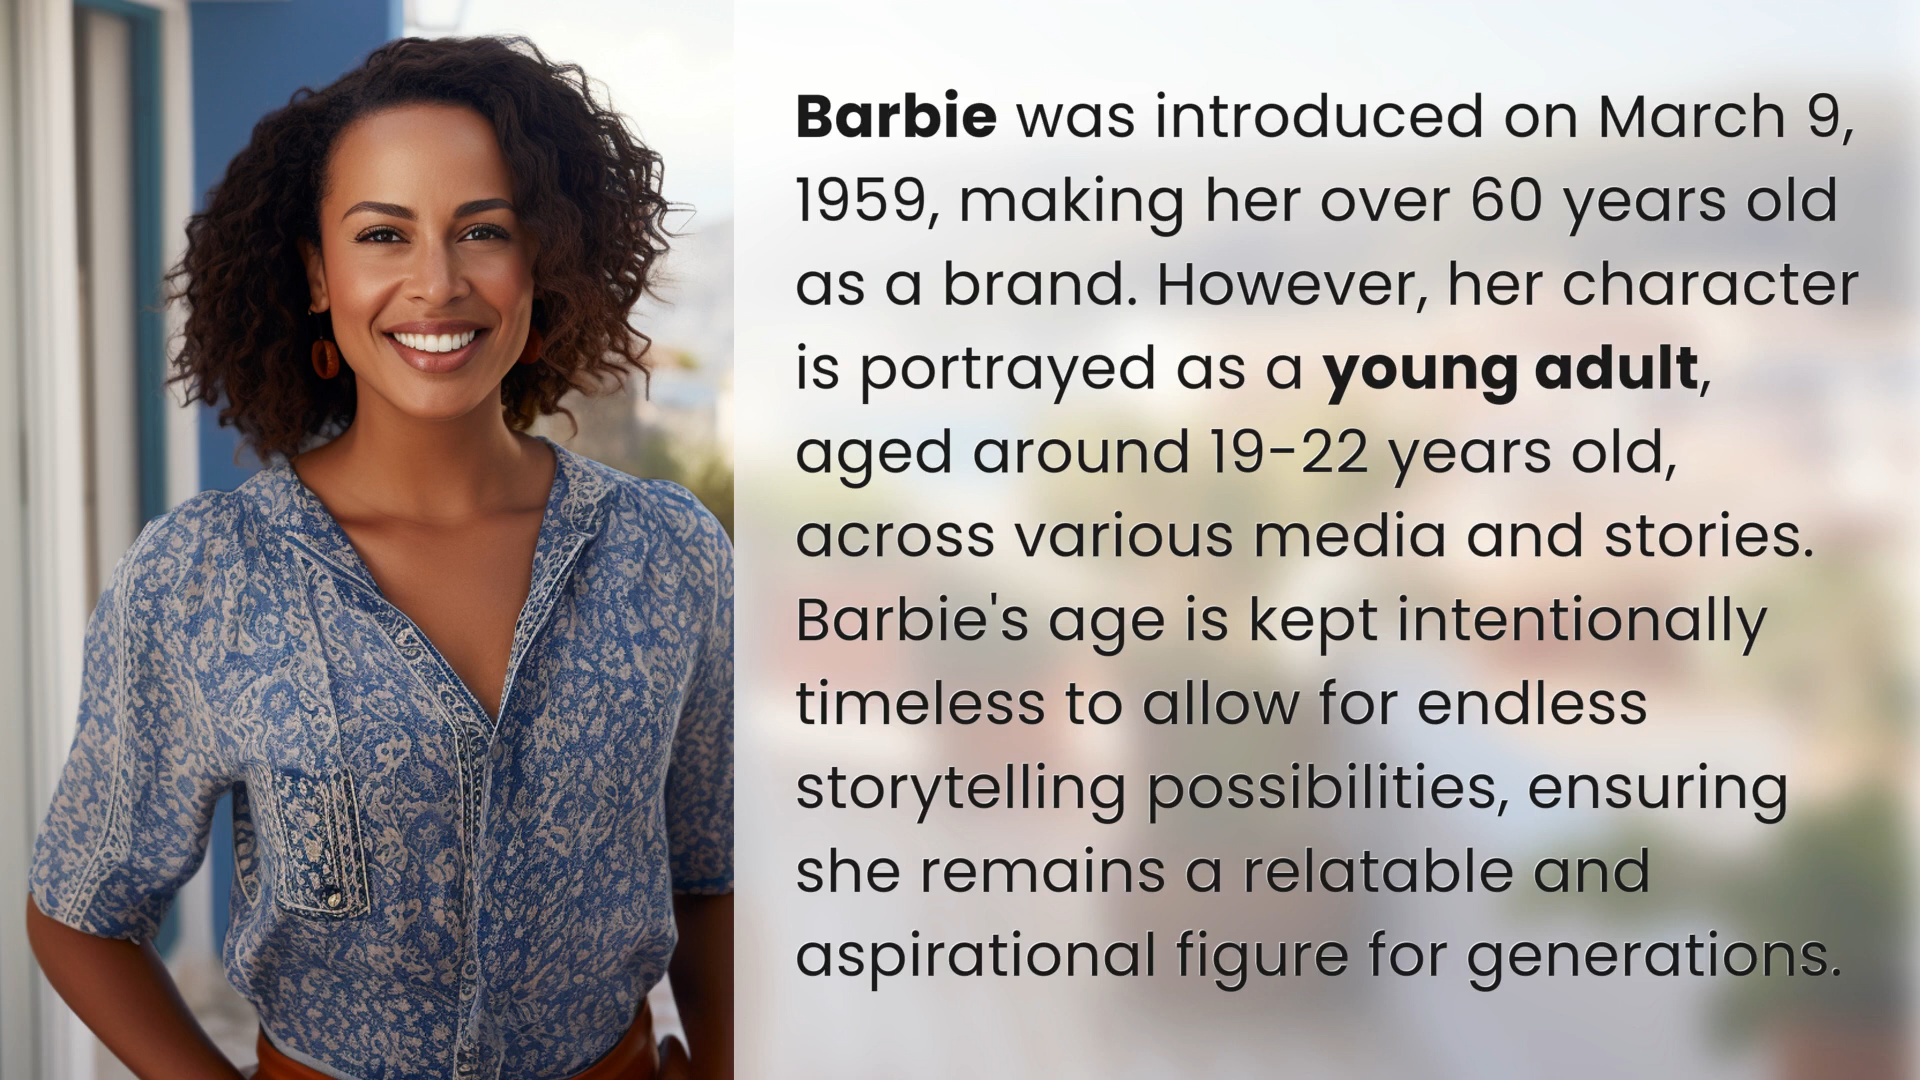 Barbie was introduced on March 9,
1959, making her over 60 years old
as a brand. However, her character
is portrayed as a young adult,
aged around 19-22 years old,
across various media and stories.
Barbie's age is kept intentionally
timeless to allow for endless
storytelling possibilities, ensuring
she remains a relatable and
aspirational figure for generations.